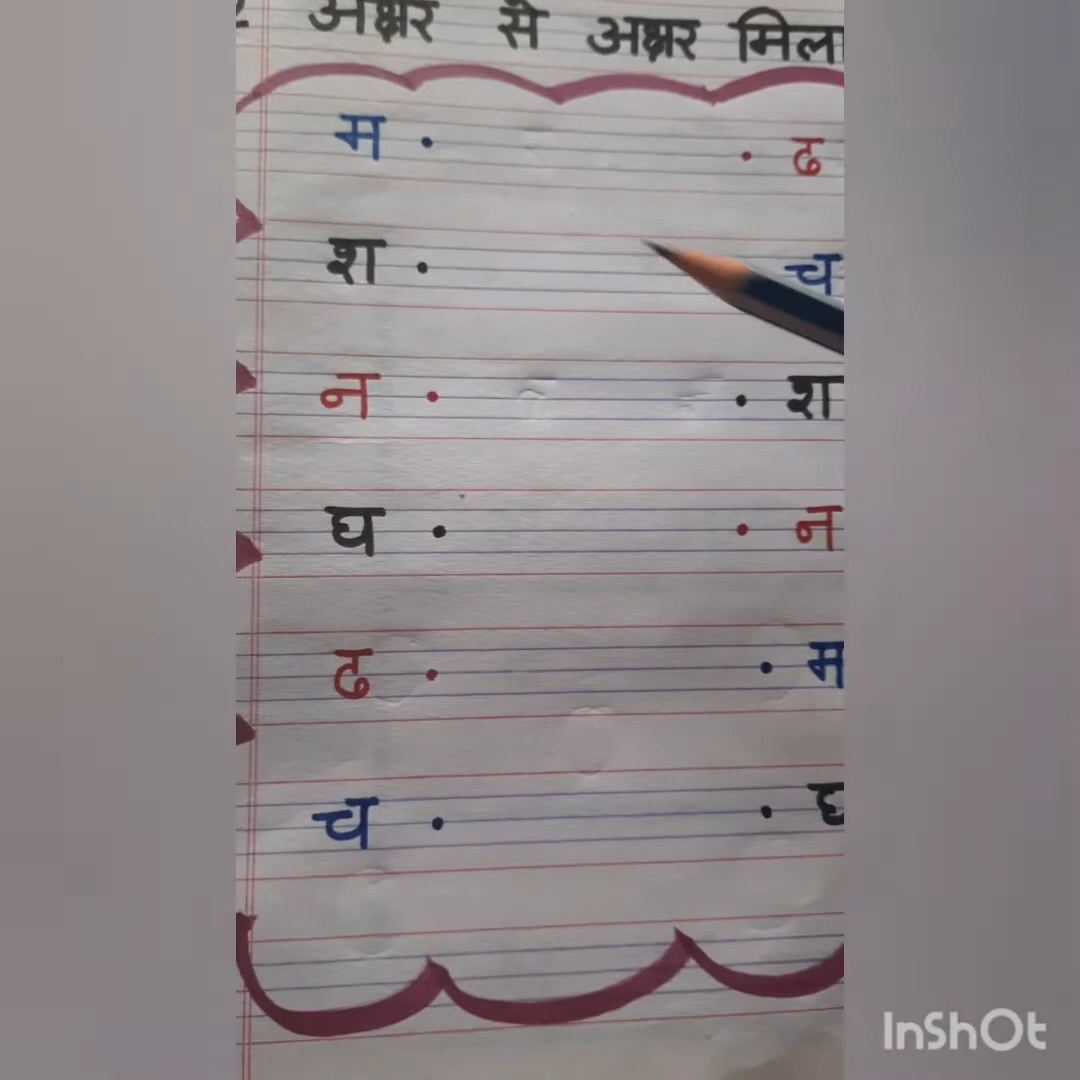 अक्षर से अक्षर मिला
म · · ढ
श · च
न · · श
घ · · न
ढ · · म
च · · घ
InShOt